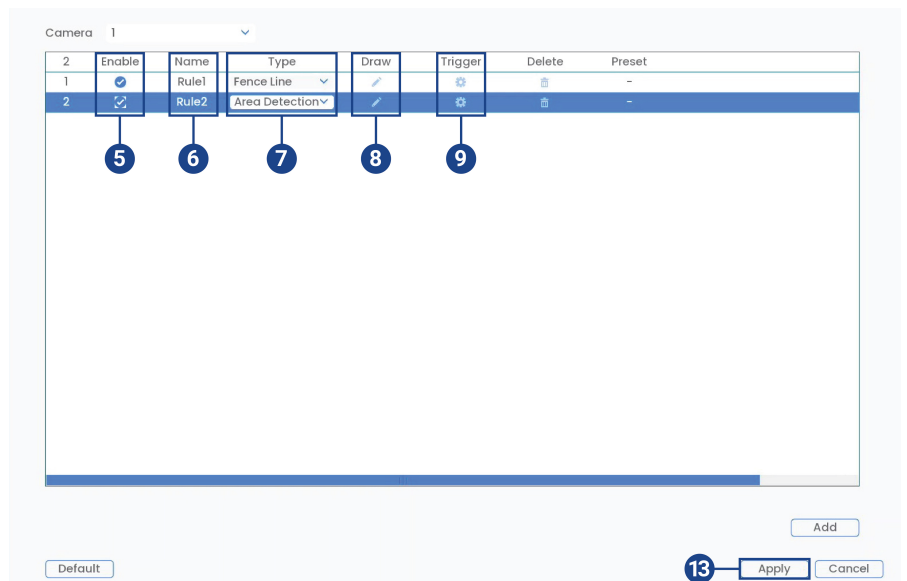 Camera 1
2 Enable Name Type Draw Trigger Delete Preset
1 Rule1 Fence Line -
2 Rule2 Area Detection -
5 6 7 8 9
Add
Default 13 Apply Cancel